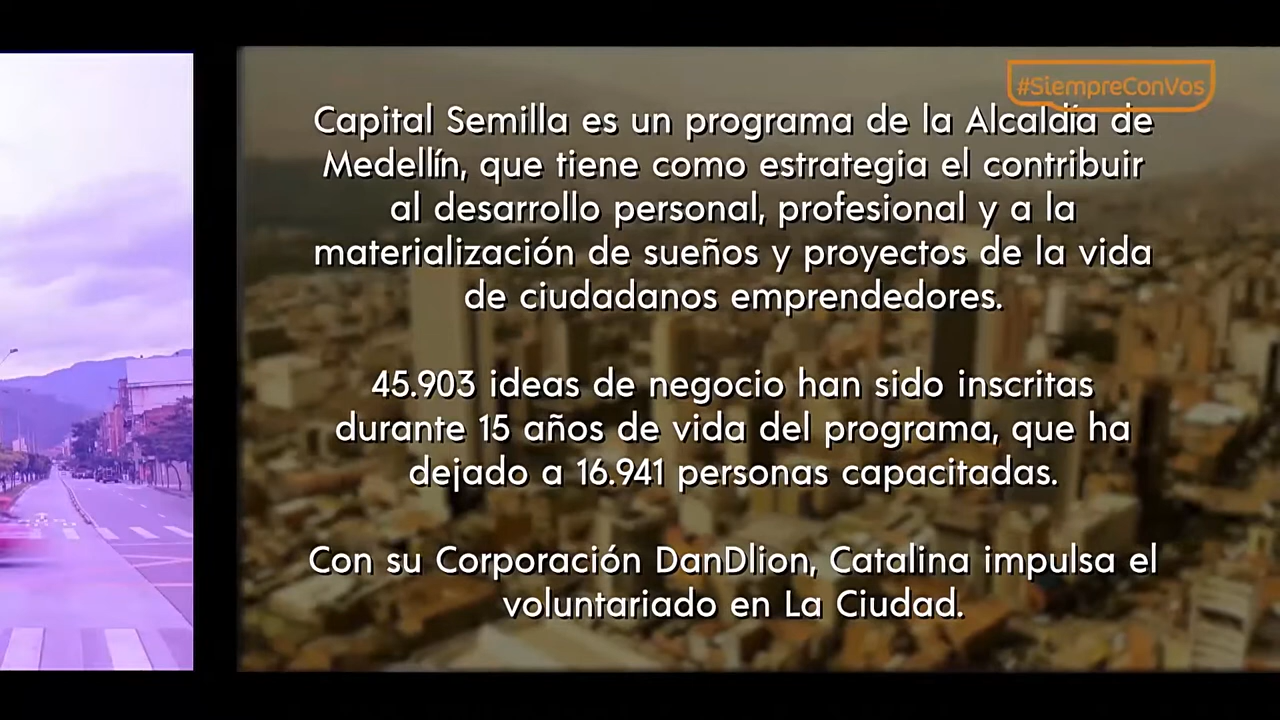 #SiempreConVos
Capital Semilla es un programa de la Alcaldía de
Medellín, que tiene como estrategia el contribuir
al desarrollo personal, profesional y a la
materialización de sueños y proyectos de la vida
de ciudadanos emprendedores.
45.903 ideas de negocio han sido inscritas
durante 15 años de vida del programa, que ha
dejado a 16.941 personas capacitadas.
Con su Corporación DanDlion, Catalina impulsa el
voluntariado en La Ciudad.